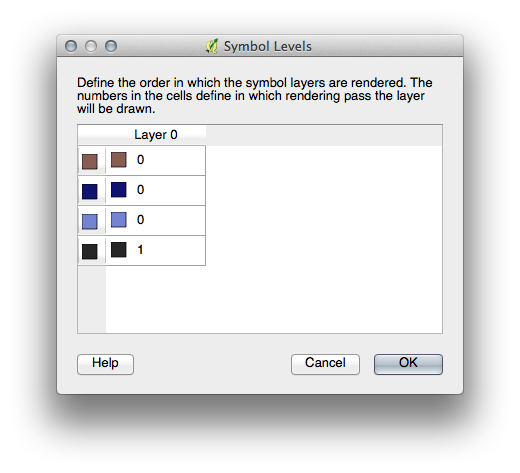 Symbol Levels
Define the order in which the symbol layers are rendered. The
numbers in the cells define in which rendering pass the layer
will be drawn.
Layer 0
0
0
0
1
Help Cancel OK